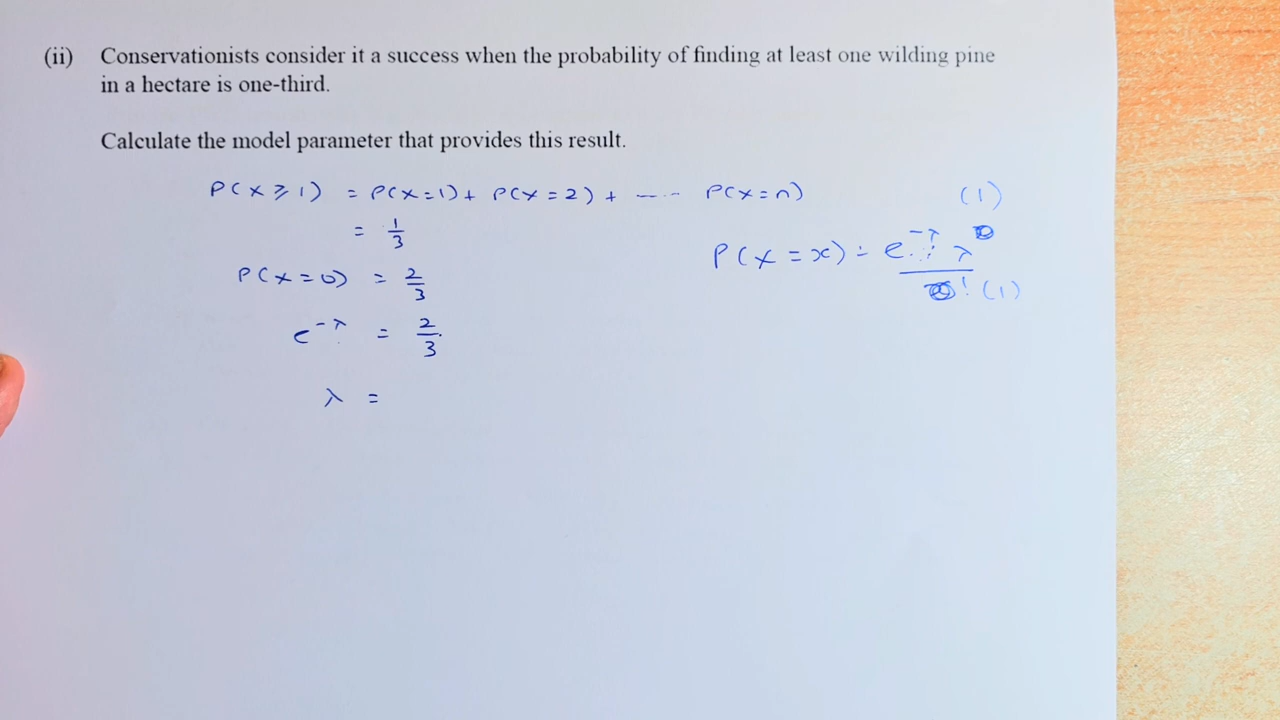 (ii) Conservationists consider it a success when the probability of finding at least one wilding pine
in a hectare is one-third.
Calculate the model parameter that provides this result.
P(X ≥ 1) = P(X=1) + P(X=2) + ---- P(X=n) (1)
= 1/3
P(X=x) = e^-λ λ^0 / 0! (1)
P(X=0) = 2/3
e^-λ = 2/3
λ =